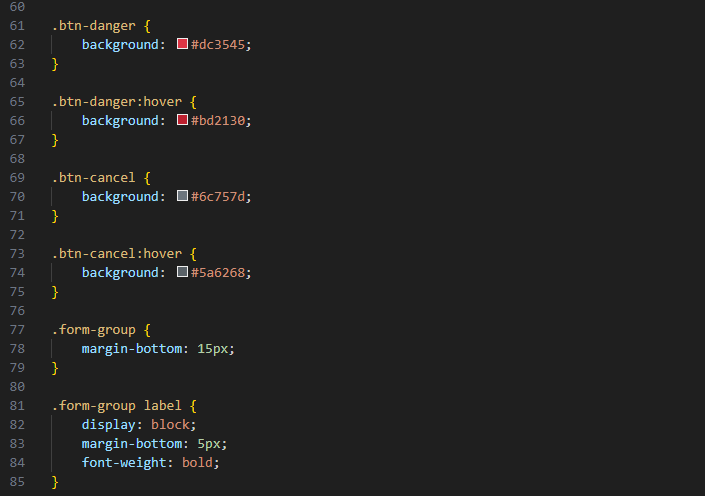 60
61 .btn-danger {
62     background: #dc3545;
63 }
64
65 .btn-danger:hover {
66     background: #bd2130;
67 }
68
69 .btn-cancel {
70     background: #6c757d;
71 }
72
73 .btn-cancel:hover {
74     background: #5a6268;
75 }
76
77 .form-group {
78     margin-bottom: 15px;
79 }
80
81 .form-group label {
82     display: block;
83     margin-bottom: 5px;
84     font-weight: bold;
85 }